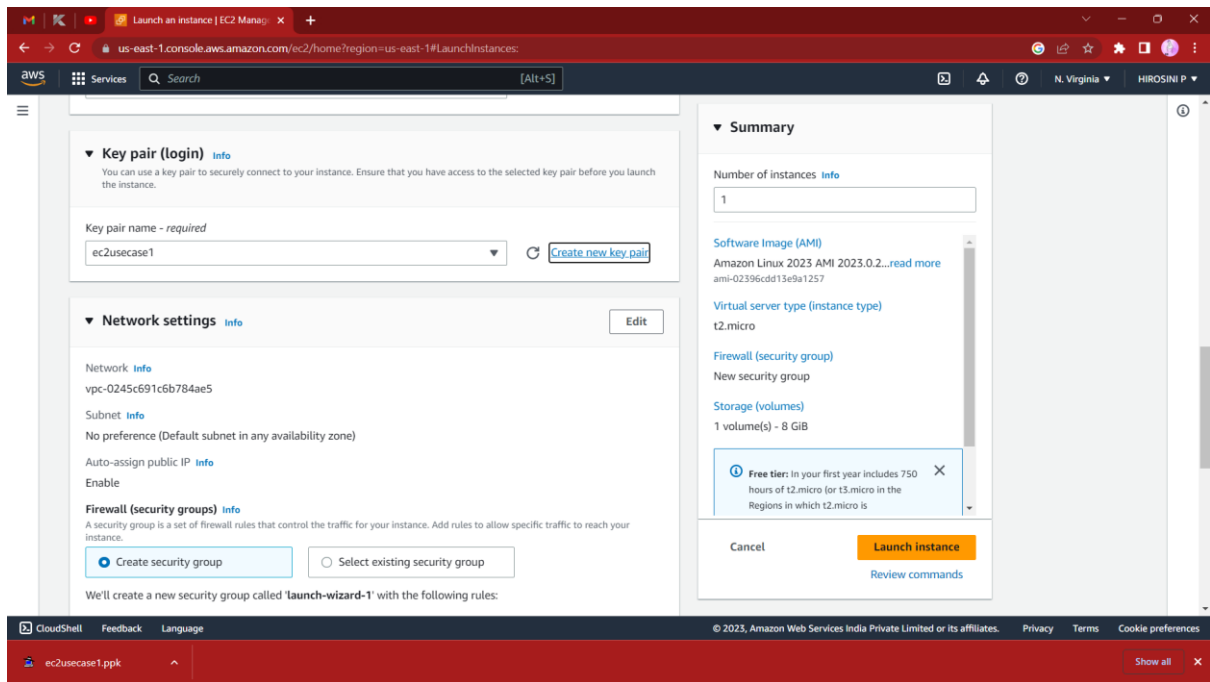 Launch an instance | EC2 Manag
us-east-1.console.aws.amazon.com/ec2/home?region=us-east-1#LaunchInstances:
aws
Services
Search
[Alt+S]
N. Virginia
HIROSINI P
Key pair (login) Info
You can use a key pair to securely connect to your instance. Ensure that you have access to the selected key pair before you launch
the instance.
Key pair name - required
ec2usecase1
Create new key pair
Network settings Info
Edit
Network Info
vpc-0245c691c6b784ae5
Subnet Info
No preference (Default subnet in any availability zone)
Auto-assign public IP Info
Enable
Firewall (security groups) Info
A security group is a set of firewall rules that control the traffic for your instance. Add rules to allow specific traffic to reach your
instance.
Create security group
Select existing security group
We'll create a new security group called 'launch-wizard-1' with the following rules:
Summary
Number of instances Info
1
Software Image (AMI)
Amazon Linux 2023 AMI 2023.0.2...read more
ami-02396cdd13e9a1257
Virtual server type (instance type)
t2.micro
Firewall (security group)
New security group
Storage (volumes)
1 volume(s) - 8 GiB
Free tier: In your first year includes 750
hours of t2.micro (or t3.micro in the
Regions in which t2.micro is
Cancel
Launch instance
Review commands
CloudShell
Feedback
Language
© 2023, Amazon Web Services India Private Limited or its affiliates.
Privacy
Terms
Cookie preferences
ec2usecase1.ppk
Show all